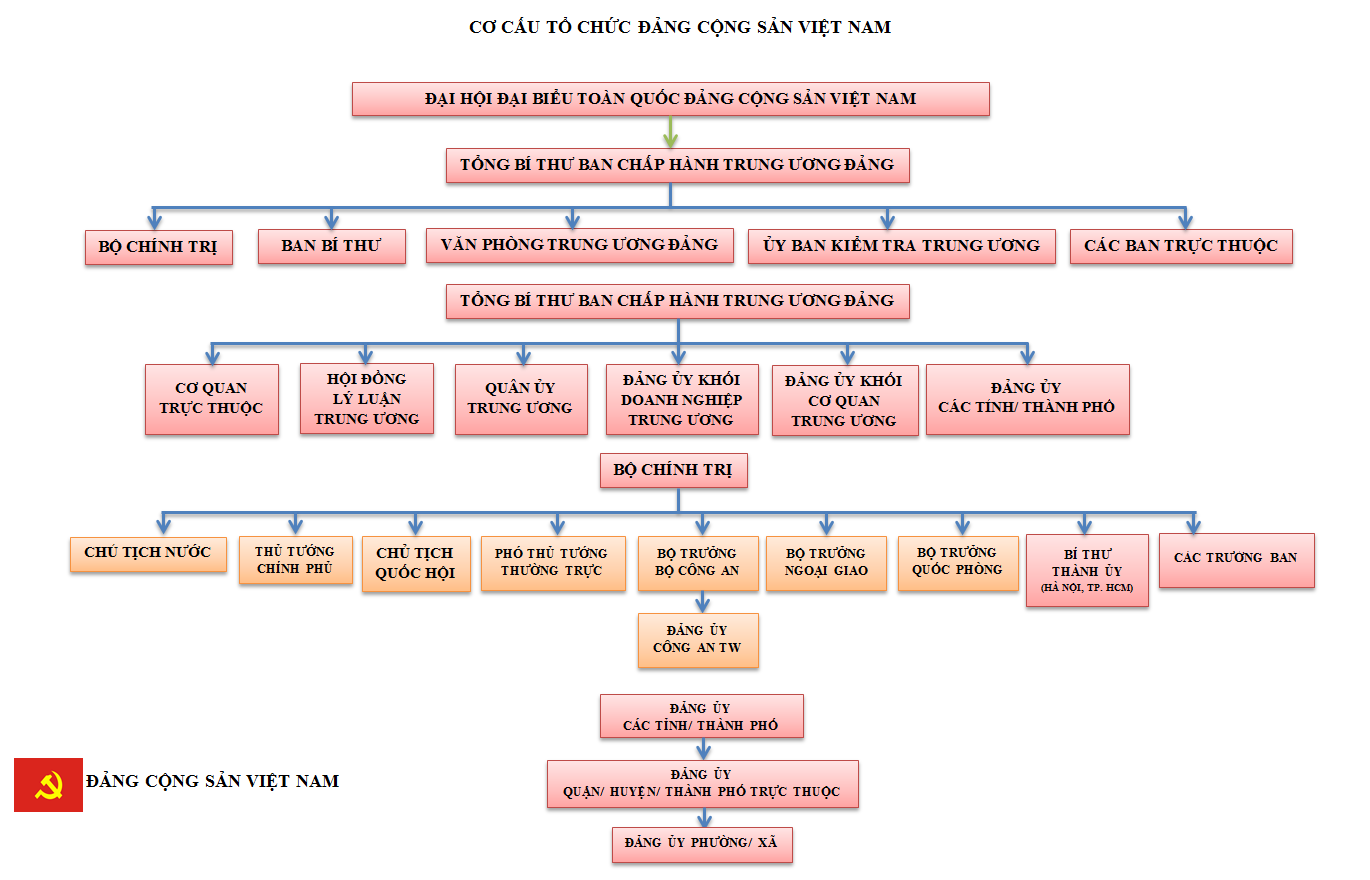 CƠ CẤU TỔ CHỨC ĐẢNG CỘNG SẢN VIỆT NAM
ĐẠI HỘI ĐẠI BIỂU TOÀN QUỐC ĐẢNG CỘNG SẢN VIỆT NAM
TỔNG BÍ THƯ BAN CHẤP HÀNH TRUNG ƯƠNG ĐẢNG
BỘ CHÍNH TRỊ
BAN BÍ THƯ
VĂN PHÒNG TRUNG ƯƠNG ĐẢNG
ỦY BAN KIỂM TRA TRUNG ƯƠNG
CÁC BAN TRỰC THUỘC
TỔNG BÍ THƯ BAN CHẤP HÀNH TRUNG ƯƠNG ĐẢNG
CƠ QUAN
TRỰC THUỘC
HỘI ĐỒNG
LÝ LUẬN
TRUNG ƯƠNG
QUÂN ỦY
TRUNG ƯƠNG
ĐẢNG ỦY KHỐI
DOANH NGHIỆP
TRUNG ƯƠNG
ĐẢNG ỦY KHỐI
CƠ QUAN
TRUNG ƯƠNG
ĐẢNG ỦY
CÁC TỈNH/ THÀNH PHỐ
BỘ CHÍNH TRỊ
CHỦ TỊCH NƯỚC
THỦ TƯỚNG
CHÍNH PHỦ
CHỦ TỊCH
QUỐC HỘI
PHÓ THỦ TƯỚNG
THƯỜNG TRỰC
BỘ TRƯỞNG
BỘ CÔNG AN
BỘ TRƯỞNG
NGOẠI GIAO
BỘ TRƯỞNG
QUỐC PHÒNG
BÍ THƯ
THÀNH ỦY
(HÀ NỘI, TP. HCM)
CÁC TRƯƠNG BAN
ĐẢNG ỦY
CÔNG AN TW
ĐẢNG ỦY
CÁC TỈNH/ THÀNH PHỐ
ĐẢNG ỦY
QUẬN/ HUYỆN/ THÀNH PHỐ TRỰC THUỘC
ĐẢNG ỦY PHƯỜNG/ XÃ
ĐẢNG CỘNG SẢN VIỆT NAM